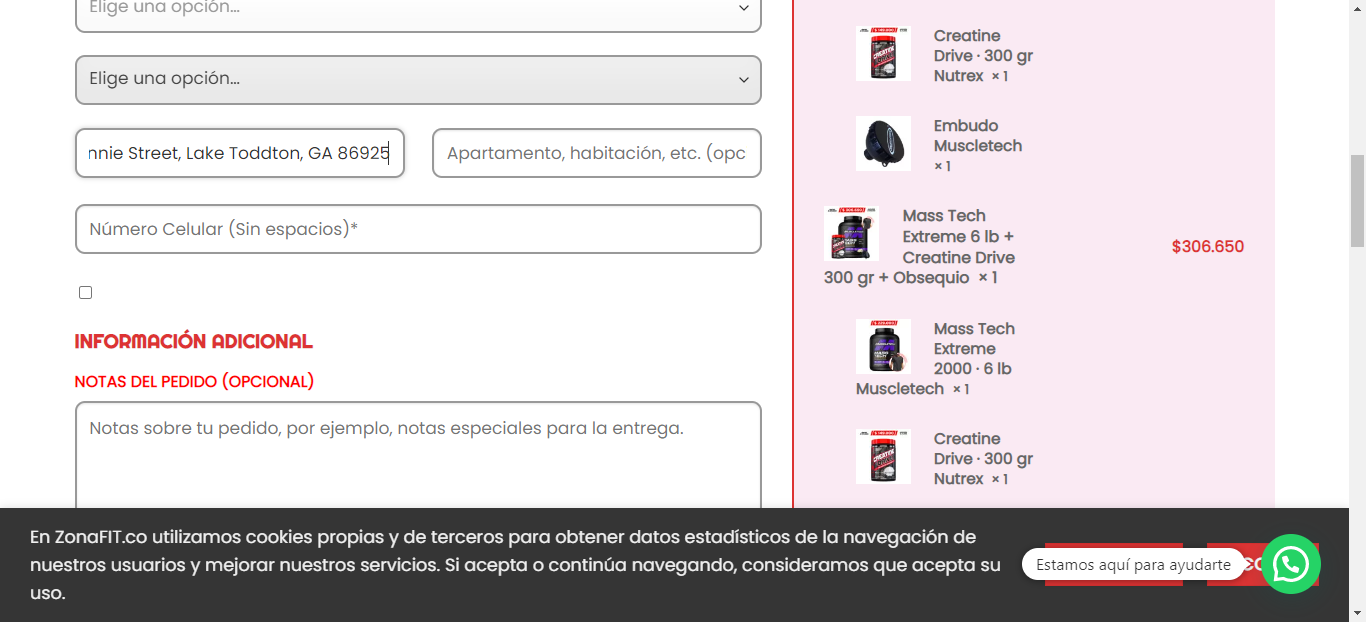 Elige una opción...
Elige una opción...
nnie Street, Lake Toddton, GA 86925
Apartamento, habitación, etc. (opc
Número Celular (Sin espacios)*
INFORMACIÓN ADICIONAL
NOTAS DEL PEDIDO (OPCIONAL)
Notas sobre tu pedido, por ejemplo, notas especiales para la entrega.
Creatine
Drive · 300 gr
Nutrex × 1
Embudo
Muscletech
× 1
Mass Tech
Extreme 6 lb +
Creatine Drive
300 gr + Obsequio × 1
$306.650
Mass Tech
Extreme
2000 · 6 lb
Muscletech × 1
Creatine
Drive · 300 gr
Nutrex × 1
En ZonaFIT.co utilizamos cookies propias y de terceros para obtener datos estadísticos de la navegación de
nuestros usuarios y mejorar nuestros servicios. Si acepta o continúa navegando, consideramos que acepta su
uso.
Estamos aquí para ayudarte